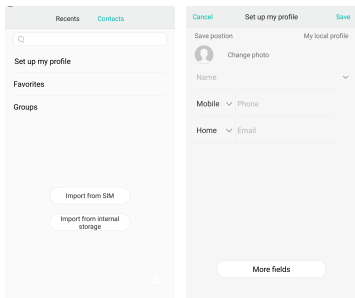 Recents Contacts
Set up my profile
Favorites
Groups
Import from SIM
Import from internal
storage
Cancel Set up my profile Save
Save postion My local profile
Change photo
Name
Mobile Phone
Home Email
More fields